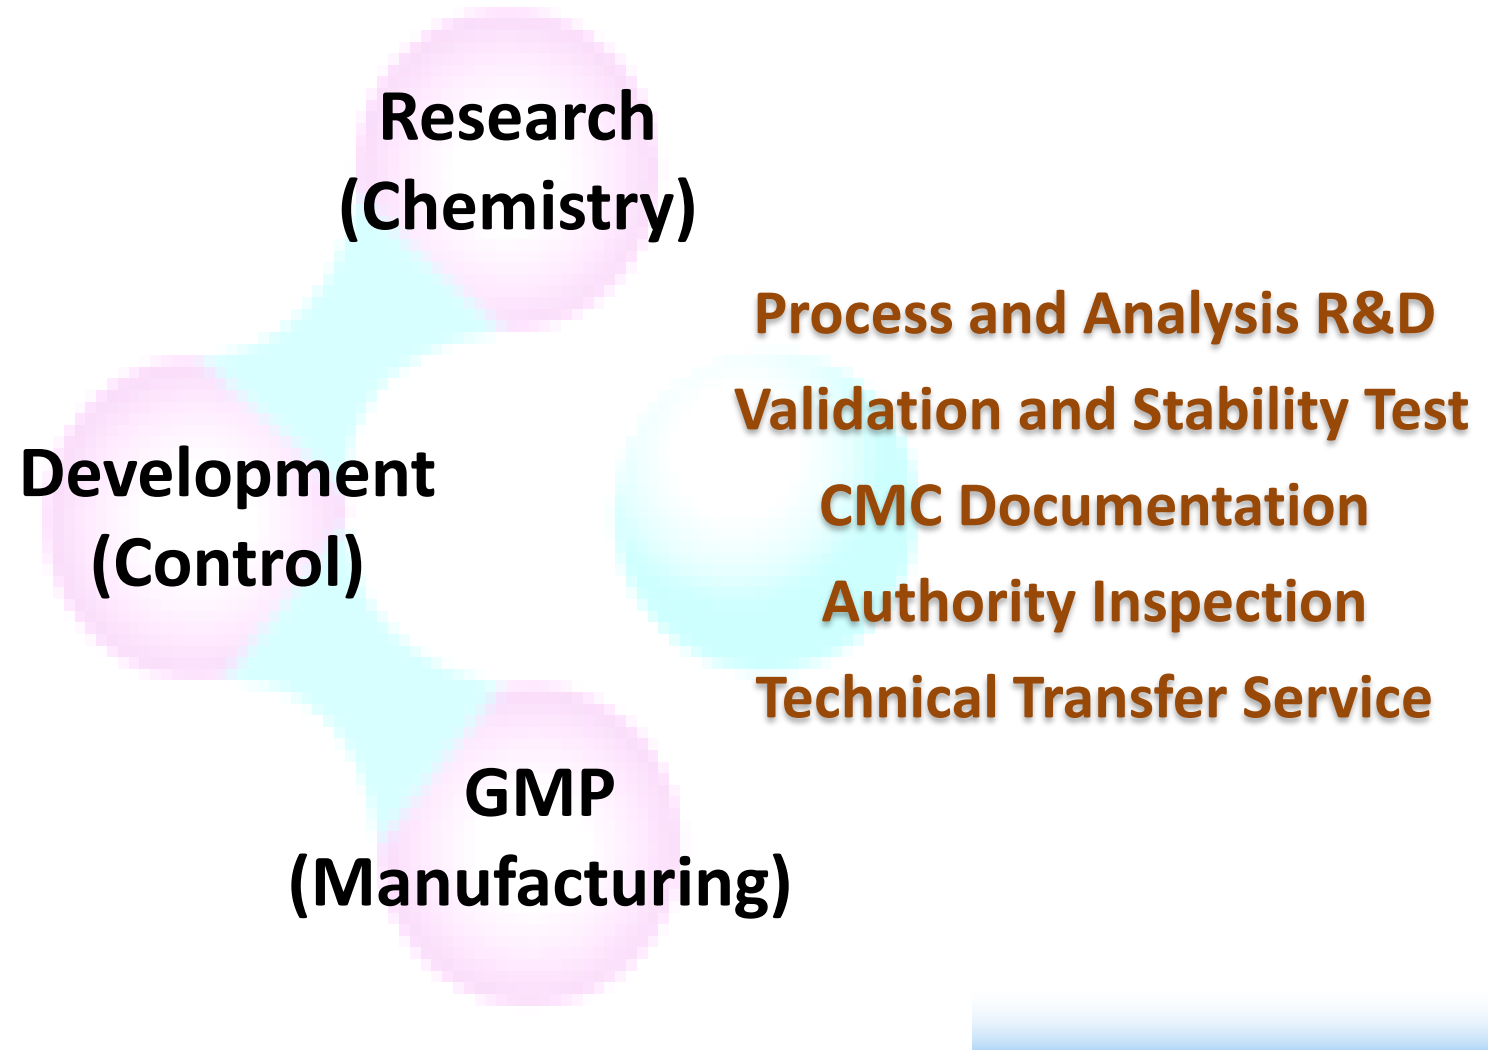 Research
(Chemistry)
Development
(Control)
GMP
(Manufacturing)
Process and Analysis R&D
Validation and Stability Test
CMC Documentation
Authority Inspection
Technical Transfer Service